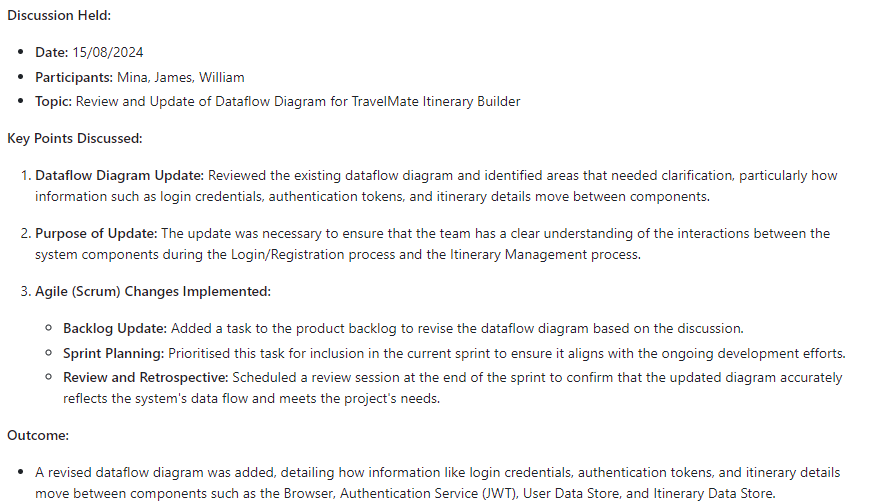 Discussion Held:
• Date: 15/08/2024
• Participants: Mina, James, William
• Topic: Review and Update of Dataflow Diagram for TravelMate Itinerary Builder
Key Points Discussed:
1. Dataflow Diagram Update: Reviewed the existing dataflow diagram and identified areas that needed clarification, particularly how
information such as login credentials, authentication tokens, and itinerary details move between components.
2. Purpose of Update: The update was necessary to ensure that the team has a clear understanding of the interactions between the
system components during the Login/Registration process and the Itinerary Management process.
3. Agile (Scrum) Changes Implemented:
◦ Backlog Update: Added a task to the product backlog to revise the dataflow diagram based on the discussion.
◦ Sprint Planning: Prioritised this task for inclusion in the current sprint to ensure it aligns with the ongoing development efforts.
◦ Review and Retrospective: Scheduled a review session at the end of the sprint to confirm that the updated diagram accurately
reflects the system's data flow and meets the project's needs.
Outcome:
• A revised dataflow diagram was added, detailing how information like login credentials, authentication tokens, and itinerary details
move between components such as the Browser, Authentication Service (JWT), User Data Store, and Itinerary Data Store.